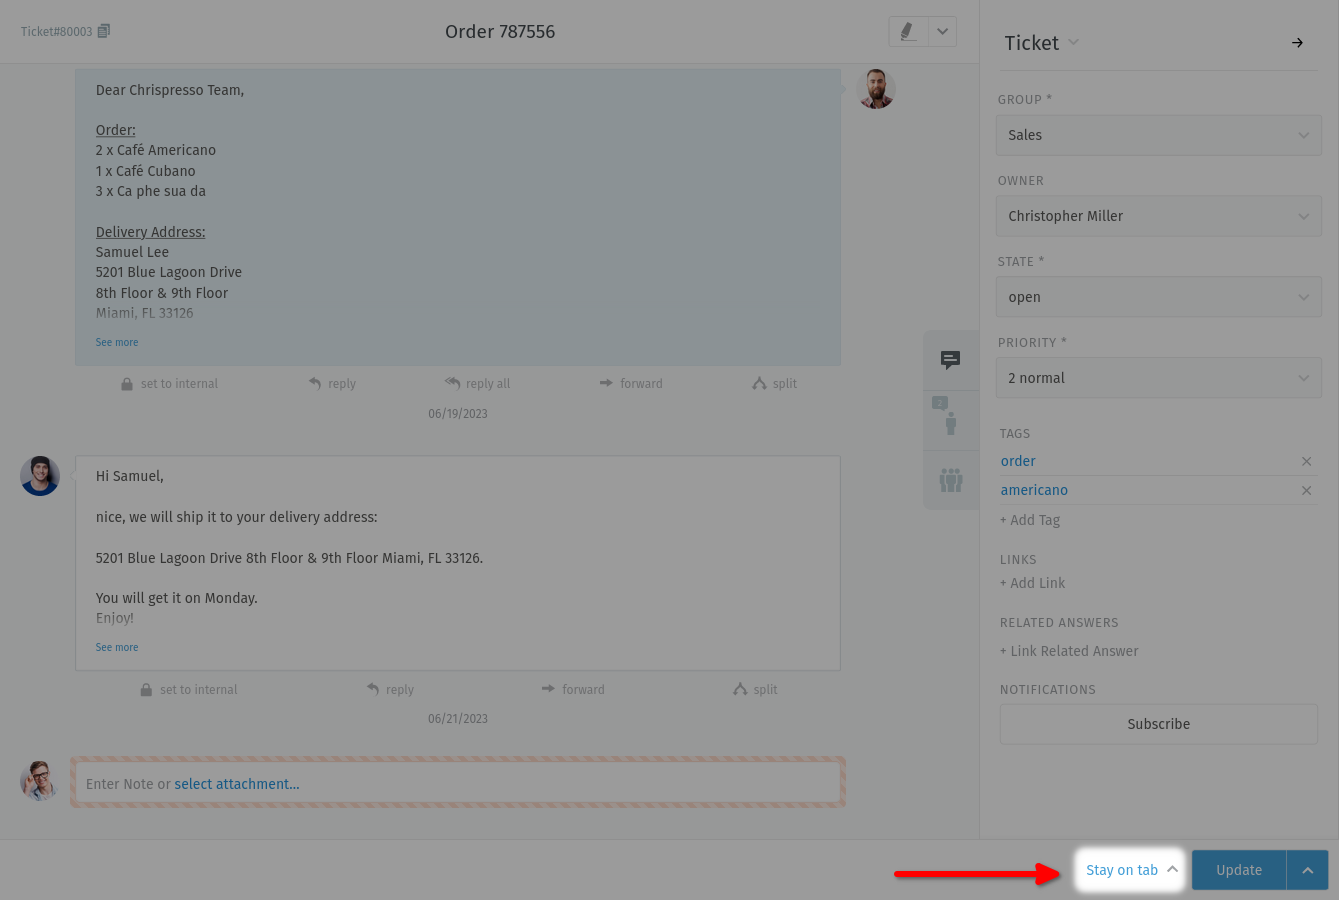 Ticket#80003
Order 787556
Dear Chrispresso Team,
Order:
2 x Café Americano
1 x Café Cubano
3 x Ca phe sua da
Delivery Address:
Samuel Lee
5201 Blue Lagoon Drive
8th Floor & 9th Floor
Miami, FL 33126
See more
set to internal
reply
reply all
forward
split
06/19/2023
Hi Samuel,
nice, we will ship it to your delivery address:
5201 Blue Lagoon Drive 8th Floor & 9th Floor Miami, FL 33126.
You will get it on Monday.
Enjoy!
See more
set to internal
reply
forward
split
06/21/2023
Enter Note or select attachment...
2
Ticket
GROUP *
Sales
OWNER
Christopher Miller
STATE *
open
PRIORITY *
2 normal
TAGS
order
americano
+ Add Tag
LINKS
+ Add Link
RELATED ANSWERS
+ Link Related Answer
NOTIFICATIONS
Subscribe
Stay on tab
Update